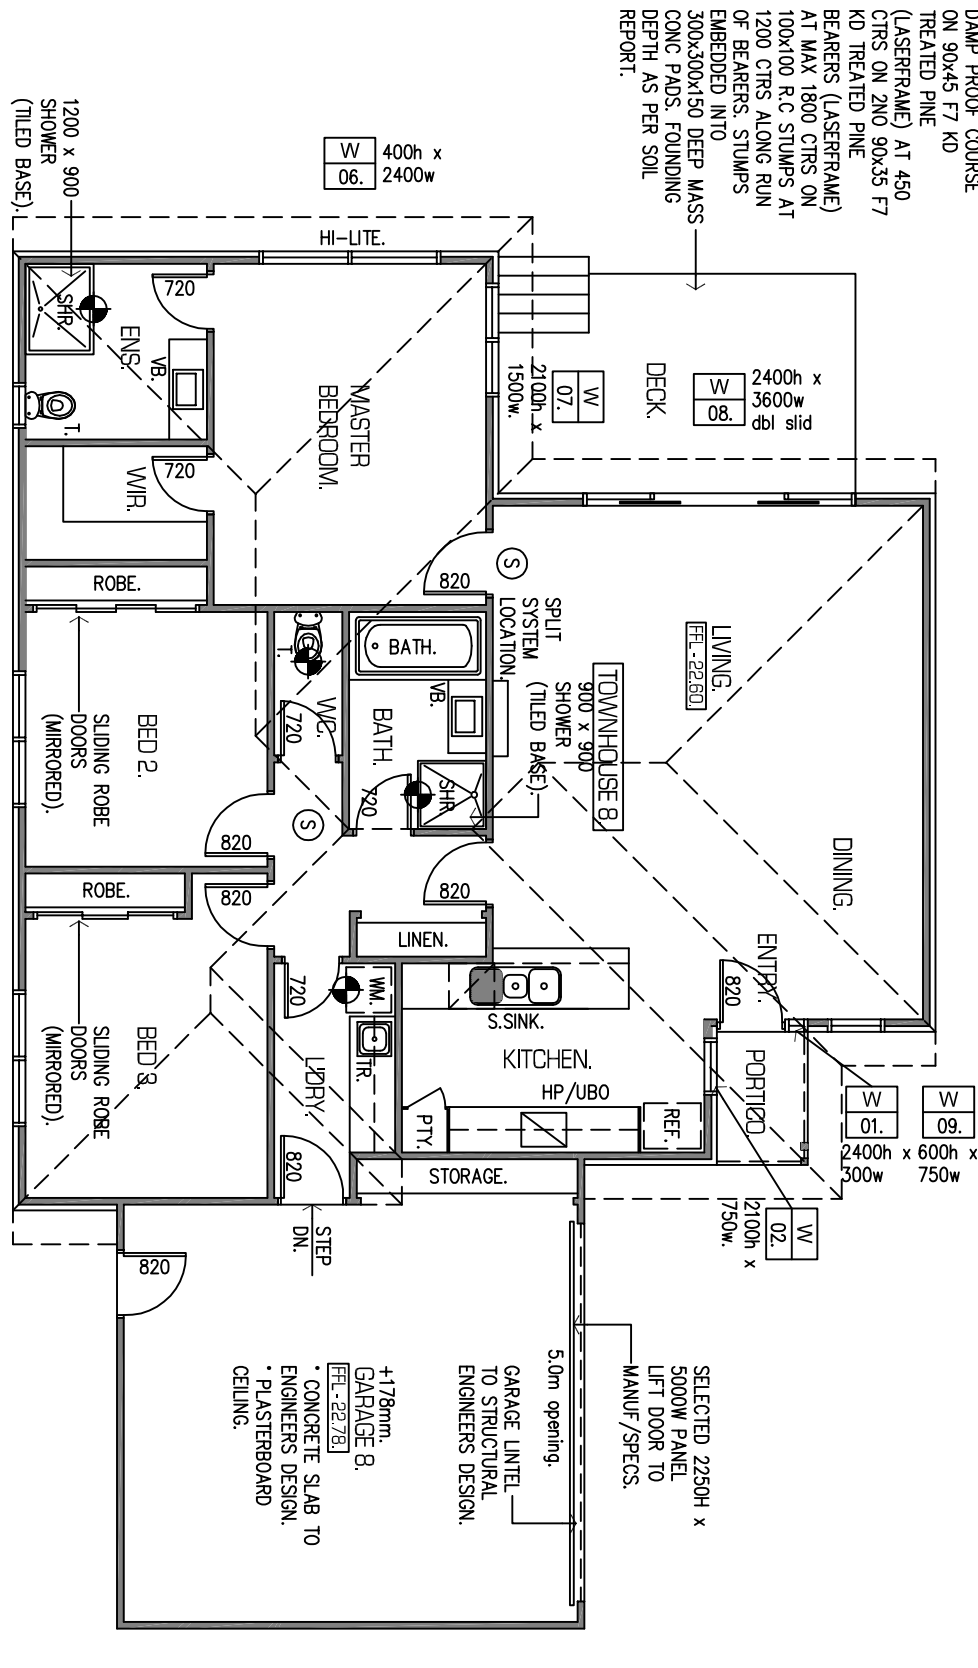 DAMP PROOF COURSE
ON 90x45 F7 KD
TREATED PINE
(LASERFRAME) AT 450
CTRS ON 2NO 90x35 F7
KD TREATED PINE
BEARERS (LASERFRAME)
AT MAX 1800 CTRS ON
100x100 R.C STUMPS AT
1200 CTRS ALONG RUN
OF BEARERS. STUMPS
EMBEDDED INTO
300x300x150 DEEP MASS
CONC PADS. FOUNDING
DEPTH AS PER SOIL
REPORT.
W
06.
400h x
2400w
1200 x 900
SHOWER
(TILED BASE).
HI-LITE.
720
SHR.
ENS.
VB.
T.
MASTER
BEDROOM.
720
WIR.
ROBE.
820
S
W
07.
2100h x
1500w.
DECK.
W
08.
2400h x
3600w
dbl slid
SPLIT
SYSTEM
LOCATION.
900 x 900
SHOWER
(TILED BASE).
TOWNHOUSE 8
LIVING.
FFL-22.60.
DINING.
BATH.
T.
WC.
720
BATH.
VB.
SHR.
720
S
BED 2.
SLIDING ROBE
DOORS
(MIRRORED).
820
820
820
ROBE.
LINEN.
ENTRY.
820
PORTICO.
W
01.
2400h x
300w
W
09.
600h x
750w
W
02.
2100h x
750w.
S.SINK.
KITCHEN.
HP/UBO
REF.
PTY.
WM.
720
TR.
L'DRY.
820
BED 3.
SLIDING ROBE
DOORS
(MIRRORED).
STORAGE.
STEP
DN.
820
5.0m opening.
SELECTED 2250H x
5000W PANEL
LIFT DOOR TO
MANUF/SPECS.
GARAGE LINTEL
TO STRUCTURAL
ENGINEERS DESIGN.
+178mm.
GARAGE 8.
FFL-22.78.
• CONCRETE SLAB TO
ENGINEERS DESIGN.
• PLASTERBOARD
CEILING.